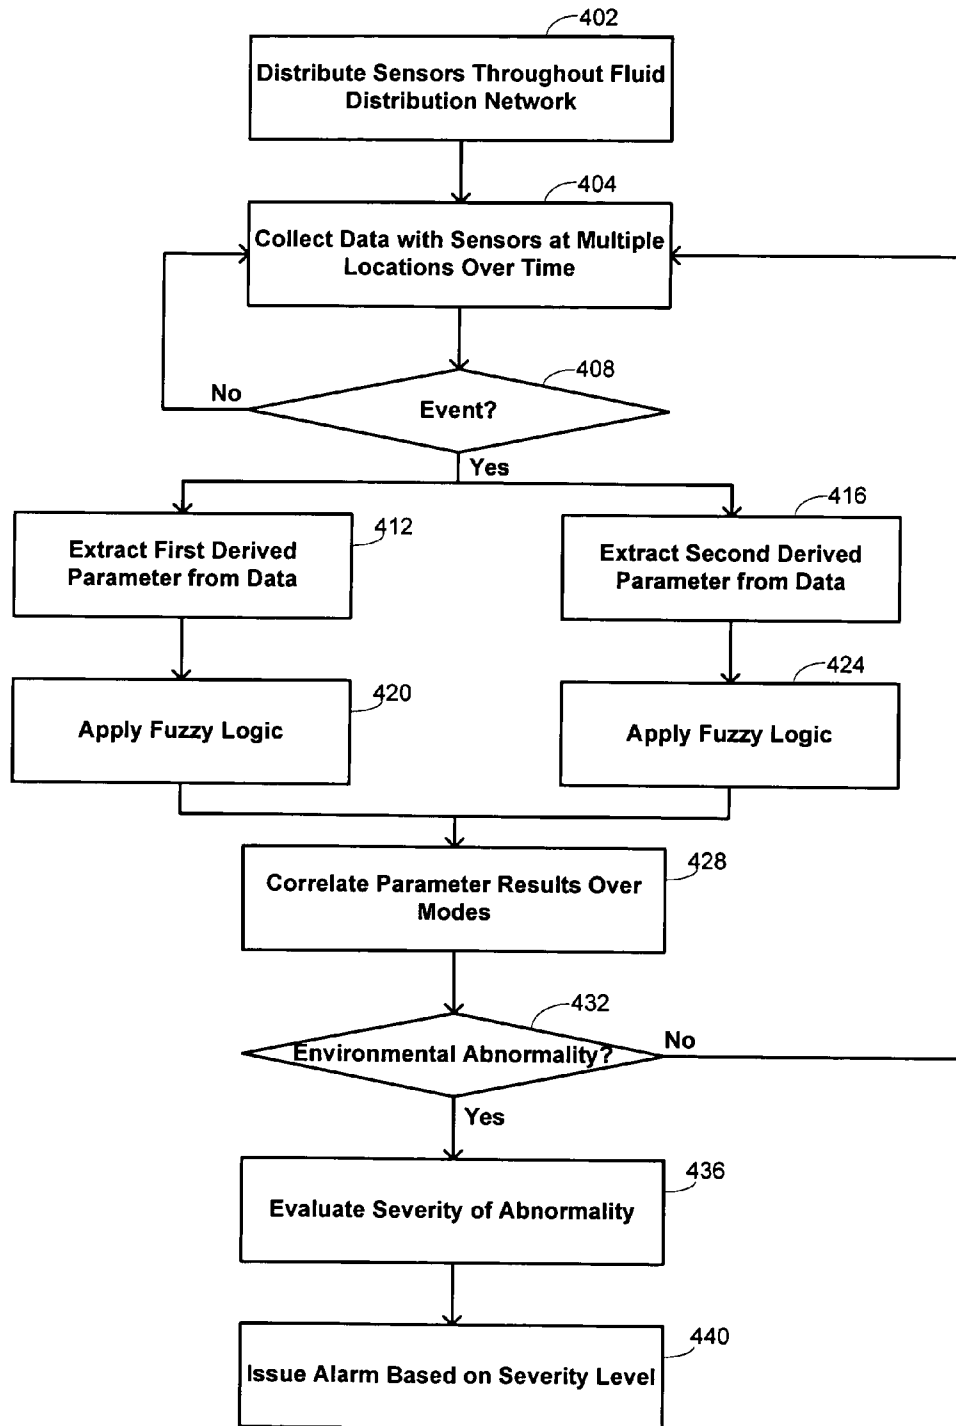 402
Distribute Sensors Throughout Fluid
Distribution Network
404
Collect Data with Sensors at Multiple
Locations Over Time
408
No
Event?
Yes
412
416
Extract First Derived
Parameter from Data
Extract Second Derived
Parameter from Data
420
424
Apply Fuzzy Logic
Apply Fuzzy Logic
428
Correlate Parameter Results Over
Modes
432
Environmental Abnormality?
No
Yes
436
Evaluate Severity of Abnormality
440
Issue Alarm Based on Severity Level